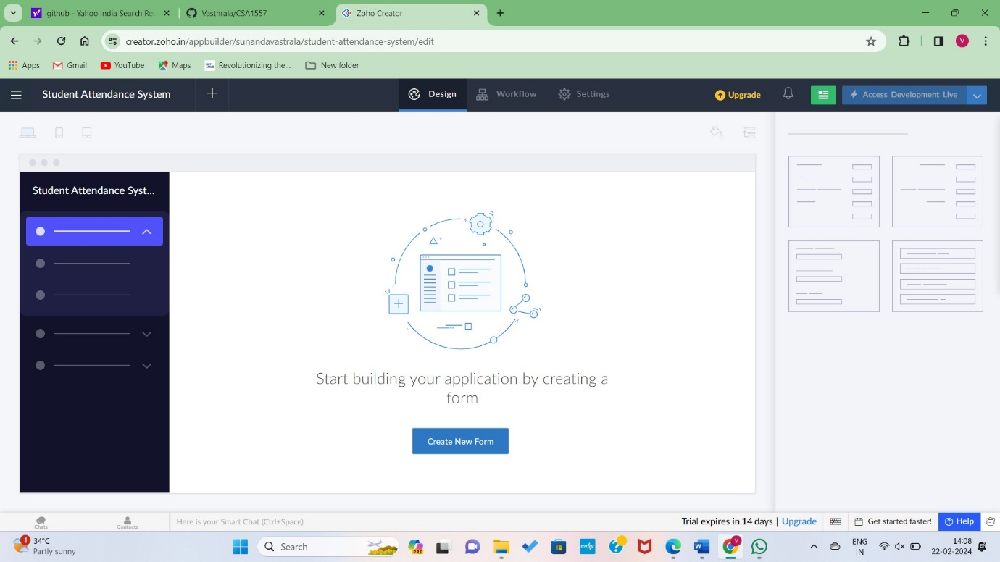 github - Yahoo India Search Re
Vasthrala/CSA1557
Zoho Creator
creator.zoho.in/appbuilder/sunandavastrala/student-attendance-system/edit
V
Apps
Gmail
YouTube
Maps
Revolutionizing the...
New folder
Student Attendance System
Design
Workflow
Settings
Upgrade
Access Development Live
Student Attendance Syst...
Start building your application by creating a
form
Create New Form
Chats
Contacts
Here is your Smart Chat (Ctrl+Space)
Trial expires in 14 days | Upgrade
Get started faster!
Help
1
34°C
Partly sunny
Search
PRE
myhp
V
ENG
IN
14:08
22-02-2024